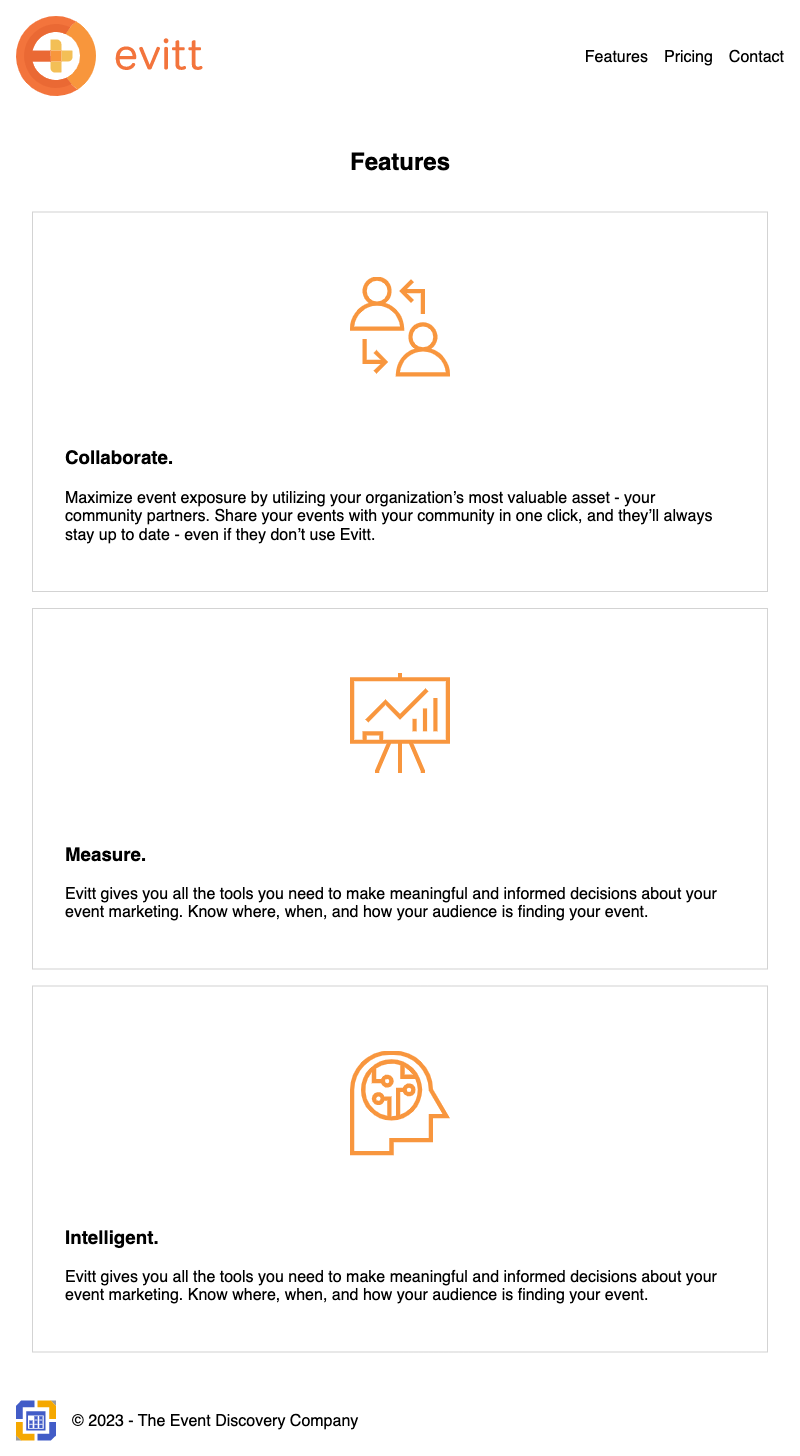 evitt
Features Pricing Contact
Features
Collaborate.
Maximize event exposure by utilizing your organization’s most valuable asset - your
community partners. Share your events with your community in one click, and they’ll always
stay up to date - even if they don’t use Evitt.
Measure.
Evitt gives you all the tools you need to make meaningful and informed decisions about your
event marketing. Know where, when, and how your audience is finding your event.
Intelligent.
Evitt gives you all the tools you need to make meaningful and informed decisions about your
event marketing. Know where, when, and how your audience is finding your event.
© 2023 - The Event Discovery Company